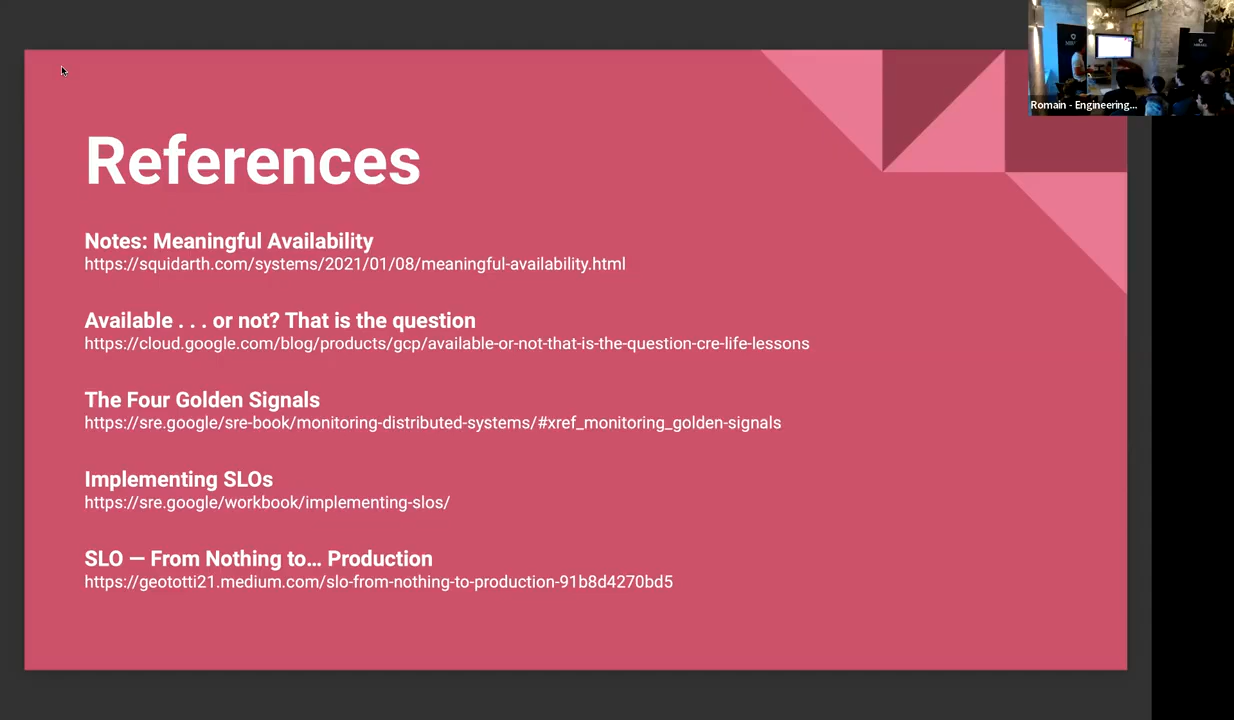 References
Notes: Meaningful Availability
https://squidarth.com/systems/2021/01/08/meaningful-availability.html
Available . . . or not? That is the question
https://cloud.google.com/blog/products/gcp/available-or-not-that-is-the-question-cre-life-lessons
The Four Golden Signals
https://sre.google/sre-book/monitoring-distributed-systems/#xref_monitoring_golden-signals
Implementing SLOs
https://sre.google/workbook/implementing-slos/
SLO — From Nothing to… Production
https://geototti21.medium.com/slo-from-nothing-to-production-91b8d4270bd5
Romain - Engineering...